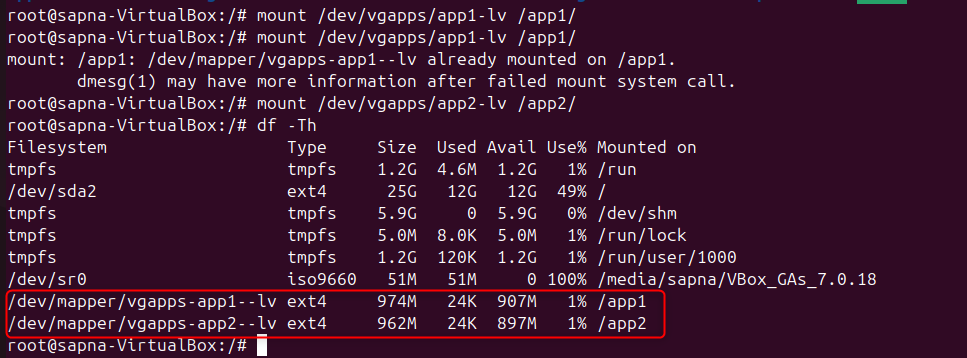 root@sapna-VirtualBox:/# mount /dev/vgapps/app1-lv /app1/
root@sapna-VirtualBox:/# mount /dev/vgapps/app1-lv /app1/
mount: /app1: /dev/mapper/vgapps-app1--lv already mounted on /app1.
       dmesg(1) may have more information after failed mount system call.
root@sapna-VirtualBox:/# mount /dev/vgapps/app2-lv /app2/
root@sapna-VirtualBox:/# df -Th
Filesystem                  Type     Size  Used Avail Use% Mounted on
tmpfs                       tmpfs    1.2G  4.6M  1.2G   1% /run
/dev/sda2                   ext4      25G   12G   12G  49% /
tmpfs                       tmpfs    5.9G     0  5.9G   0% /dev/shm
tmpfs                       tmpfs    5.0M  8.0K  5.0M   1% /run/lock
tmpfs                       tmpfs    1.2G  120K  1.2G   1% /run/user/1000
/dev/sr0                    iso9660   51M   51M     0 100% /media/sapna/VBox_GAs_7.0.18
/dev/mapper/vgapps-app1--lv ext4     974M   24K  907M   1% /app1
/dev/mapper/vgapps-app2--lv ext4     962M   24K  897M   1% /app2
root@sapna-VirtualBox:/#